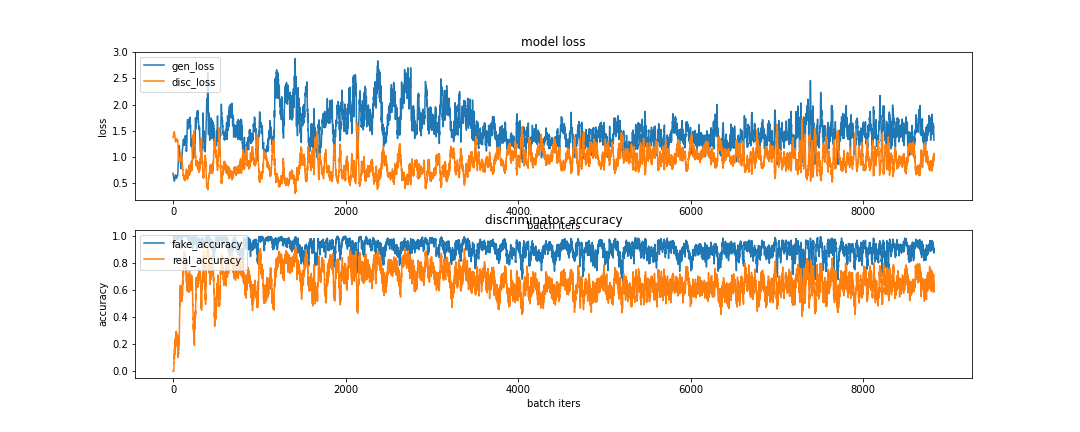 model loss
3.0
2.5
2.0
1.5
1.0
0.5
loss
gen_loss
disc_loss
0 2000 4000 6000 8000
batch iters
discriminator accuracy
1.0
0.8
0.6
0.4
0.2
0.0
accuracy
fake_accuracy
real_accuracy
0 2000 4000 6000 8000
batch iters